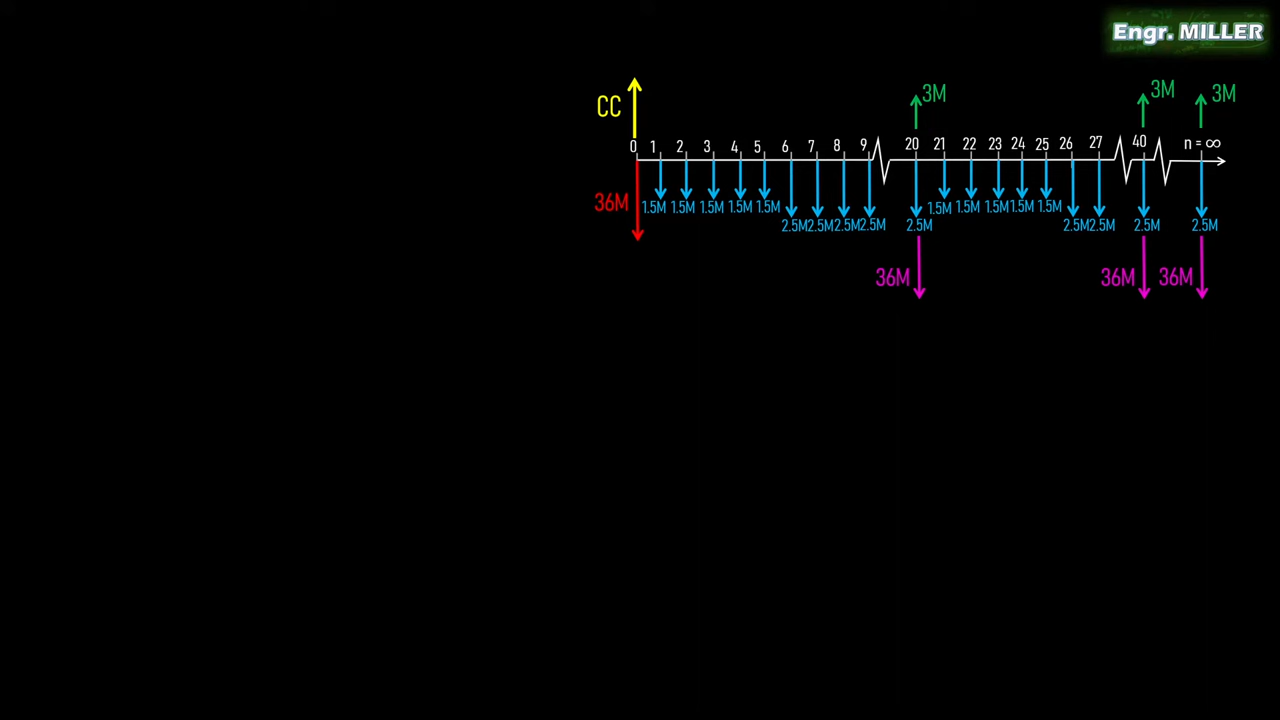 Engr. MILLER
CC
3M 3M 3M
0 1 2 3 4 5 6 7 8 9 20 21 22 23 24 25 26 27 40 n = ∞
36M
1.5M 1.5M 1.5M 1.5M 1.5M 1.5M 1.5M 1.5M 1.5M 1.5M
2.5M 2.5M 2.5M 2.5M 2.5M 2.5M 2.5M 2.5M 2.5M
36M 36M 36M